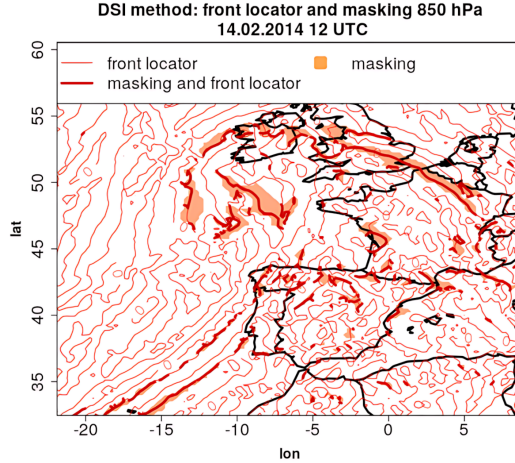 DSI method: front locator and masking 850 hPa
14.02.2014 12 UTC
front locator
masking
masking and front locator
60
55
50
45
40
35
lat
-20
-15
-10
-5
0
5
lon